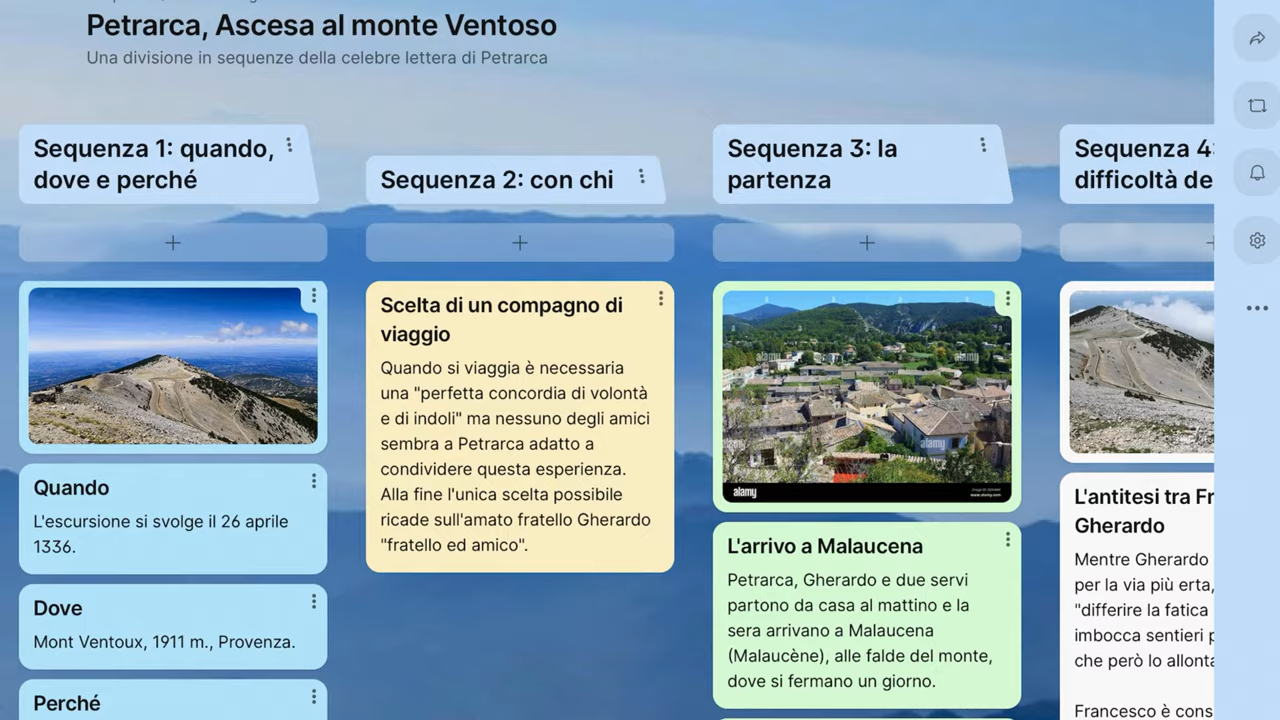 Petrarca, Ascesa al monte Ventoso
Una divisione in sequenze della celebre lettera di Petrarca
Sequenza 1: quando,
dove e perché
Sequenza 2: con chi
Sequenza 3: la
partenza
Sequenza 4:
difficoltà de
Quando
L'escursione si svolge il 26 aprile
1336.
Dove
Mont Ventoux, 1911 m., Provenza.
Perché
Scelta di un compagno di
viaggio
Quando si viaggia è necessaria
una "perfetta concordia di volontà
e di indoli" ma nessuno degli amici
sembra a Petrarca adatto a
condividere questa esperienza.
Alla fine l'unica scelta possibile
ricade sull'amato fratello Gherardo
"fratello ed amico".
alamy
alamy
alamy
alamy
www.alamy.com
L'arrivo a Malaucena
Petrarca, Gherardo e due servi
partono da casa al mattino e la
sera arrivano a Malaucena
(Malaucène), alle falde del monte,
dove si fermano un giorno.
L'antitesi tra Fr
Gherardo
Mentre Gherardo
per la via più erta,
"differire la fatica
imbocca sentieri p
che però lo allonta
Francesco è cons